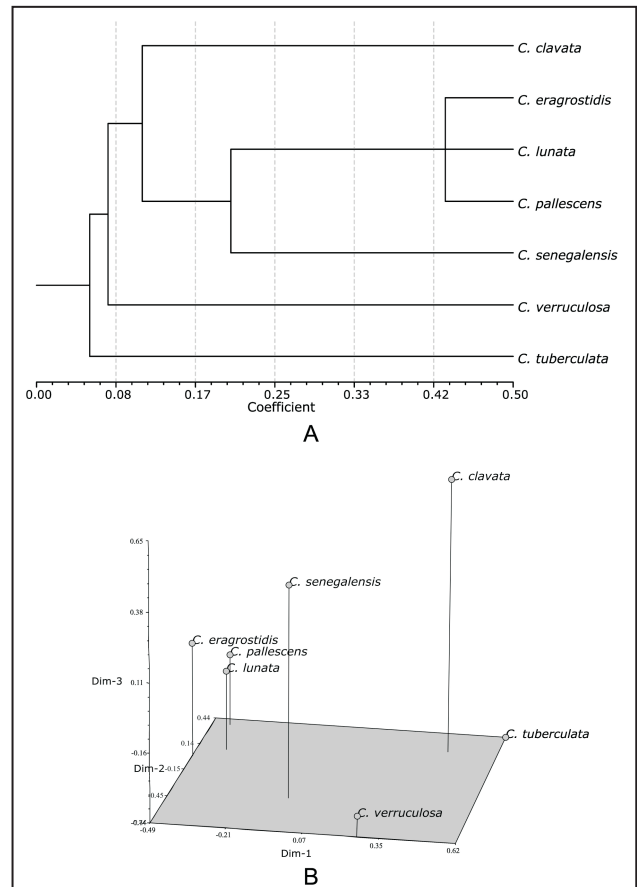 C. clavata
C. eragrostidis
C. lunata
C. pallescens
C. senegalensis
C. verruculosa
C. tuberculata
0.00 0.08 0.17 0.25 0.33 0.42 0.50
Coefficient
A
C. clavata
0.65
C. senegalensis
0.38
C. eragrostidis
C. pallescens
C. lunata
Dim-3 0.11
0.44
C. tuberculata
0.14
-0.16
Dim-2 -0.15
-0.45
C. verruculosa
-0.49 -0.21 0.07 0.35 0.62
Dim-1
B